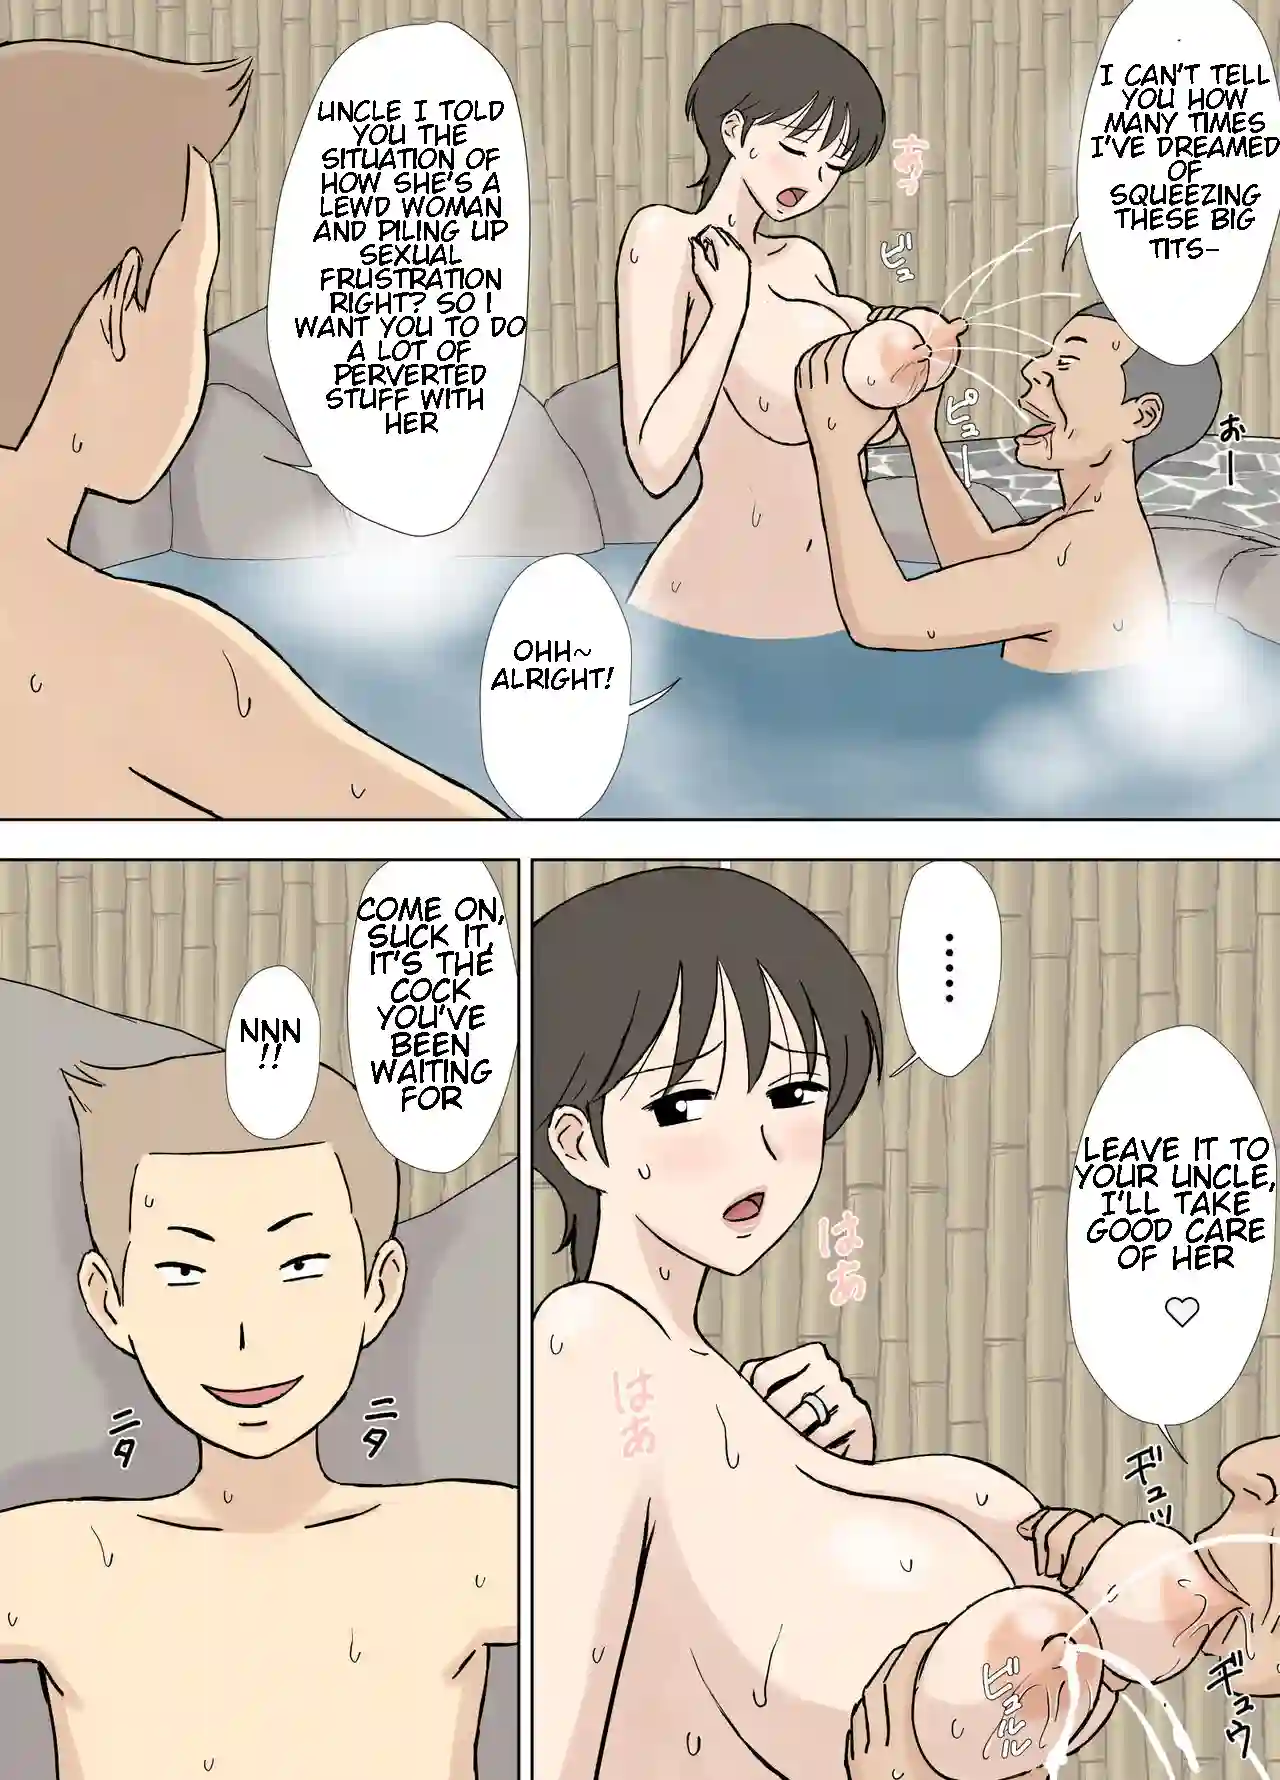 I CAN'T TELL
YOU HOW
MANY TIMES
I'VE DREAMED
OF
SQUEEZING
THESE BIG
TITS-
UNCLE I TOLD
YOU THE
SITUATION OF
HOW SHE'S A
LEWD WOMAN
AND PILING UP
SEXUAL
FRUSTRATION
RIGHT? SO I
WANT YOU TO DO
A LOT OF
PERVERTED
STUFF WITH
HER
あっ
ビュ
ピュー
おー
OHH~
ALRIGHT!
COME ON,
SUCK IT,
IT'S THE
COCK
YOU'VE
BEEN
WAITING
FOR
NNN
!!
ニタ
ニタ
.....
LEAVE IT TO
YOUR UNCLE,
I'LL TAKE
GOOD CARE
OF HER
♡
はぁ
はぁ
ギュッ
ギュウ
ビュルル